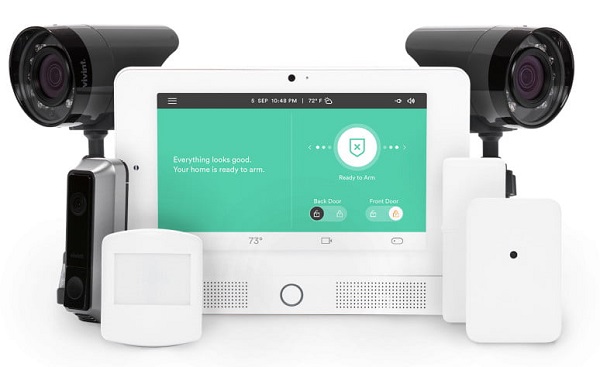 vivint.
5 SEP 10:48 PM | 72° F
Everything looks good.
Your home is ready to arm.
Ready to Arm
Back Door
Front Door
73°